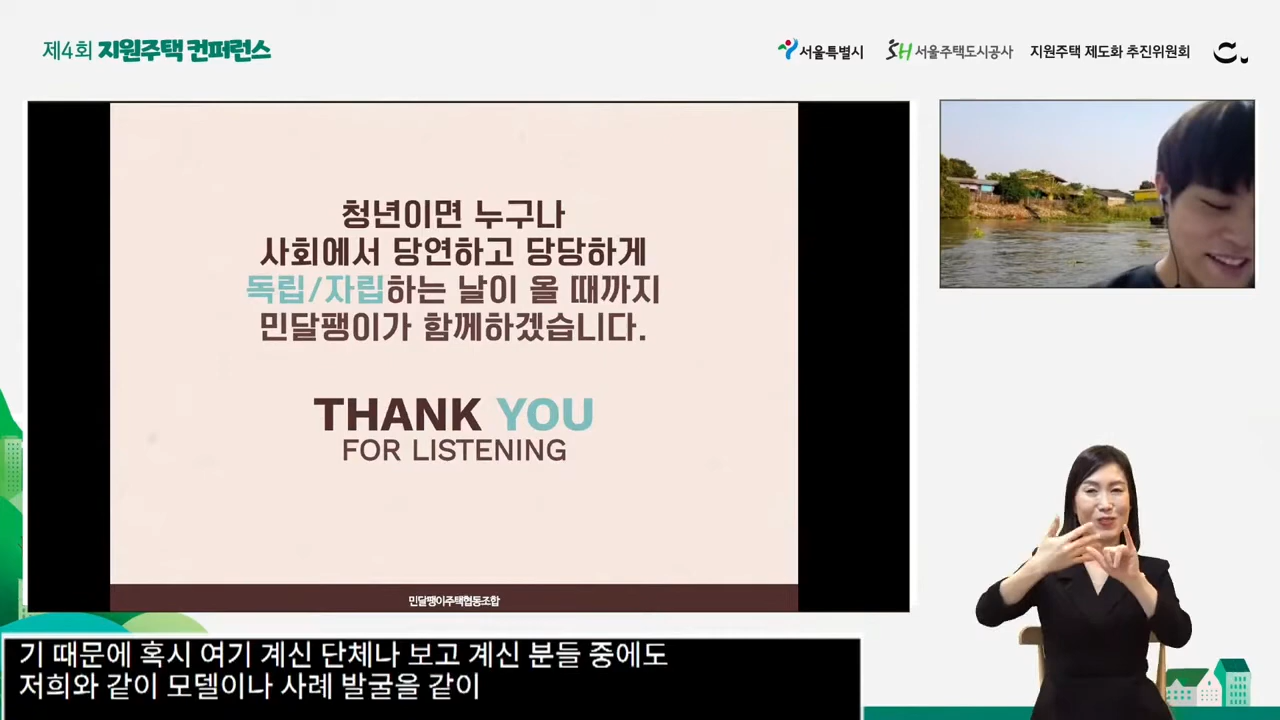 제4회 지원주택 컨퍼런스
서울특별시
SH 서울주택도시공사
지원주택 제도화 추진위원회
청년이면 누구나
사회에서 당연하고 당당하게
독립/자립하는 날이 올 때까지
민달팽이가 함께하겠습니다.
THANK YOU
FOR LISTENING
민달팽이주택협동조합
기 때문에 혹시 여기 계신 단체나 보고 계신 분들 중에도
저희와 같이 모델이나 사례 발굴을 같이